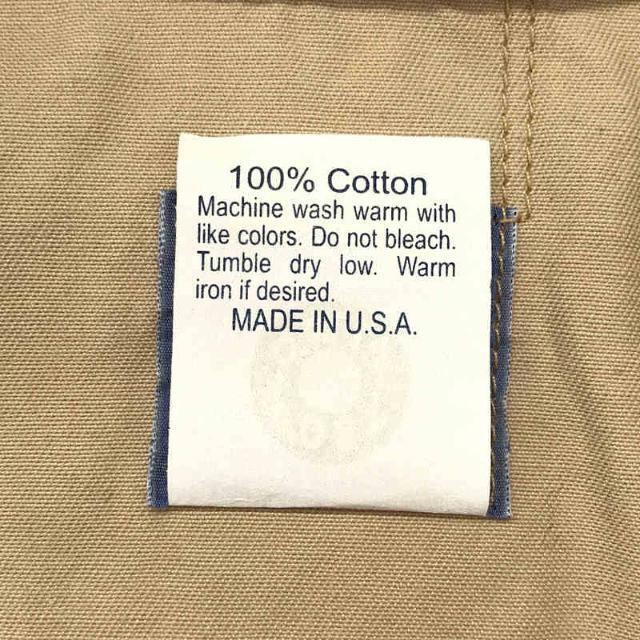 100% Cotton
Machine wash warm with
like colors. Do not bleach.
Tumble dry low. Warm
iron if desired.
MADE IN U.S.A.